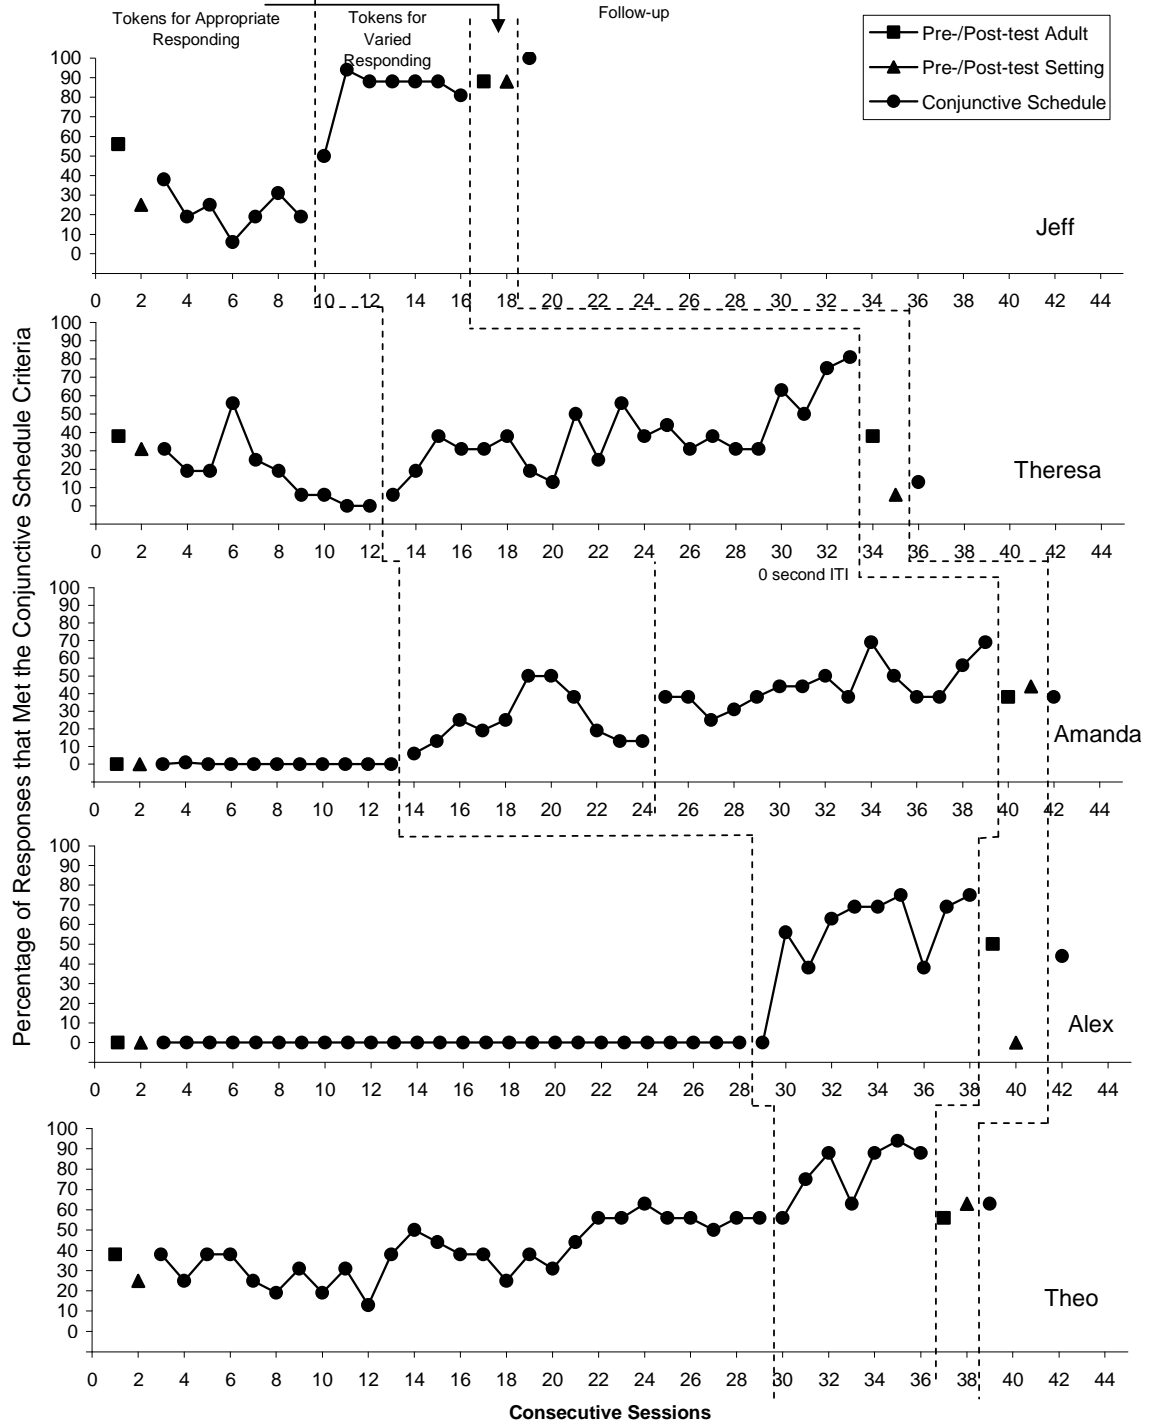 Tokens for Appropriate
Responding
Tokens for
Varied
Responding
Follow-up
Pre-/Post-test Adult
Pre-/Post-test Setting
Conjunctive Schedule
Percentage of Responses that Met the Conjunctive Schedule Criteria
100
90
80
70
60
50
40
30
20
10
0
Jeff
0 2 4 6 8 10 12 14 16 18 20 22 24 26 28 30 32 34 36 38 40 42 44
100
90
80
70
60
50
40
30
20
10
0
Theresa
0 2 4 6 8 10 12 14 16 18 20 22 24 26 28 30 32 34 36 38 40 42 44
0 second ITI
100
90
80
70
60
50
40
30
20
10
0
Amanda
0 2 4 6 8 10 12 14 16 18 20 22 24 26 28 30 32 34 36 38 40 42 44
100
90
80
70
60
50
40
30
20
10
0
Alex
0 2 4 6 8 10 12 14 16 18 20 22 24 26 28 30 32 34 36 38 40 42 44
100
90
80
70
60
50
40
30
20
10
0
Theo
0 2 4 6 8 10 12 14 16 18 20 22 24 26 28 30 32 34 36 38 40 42 44
Consecutive Sessions